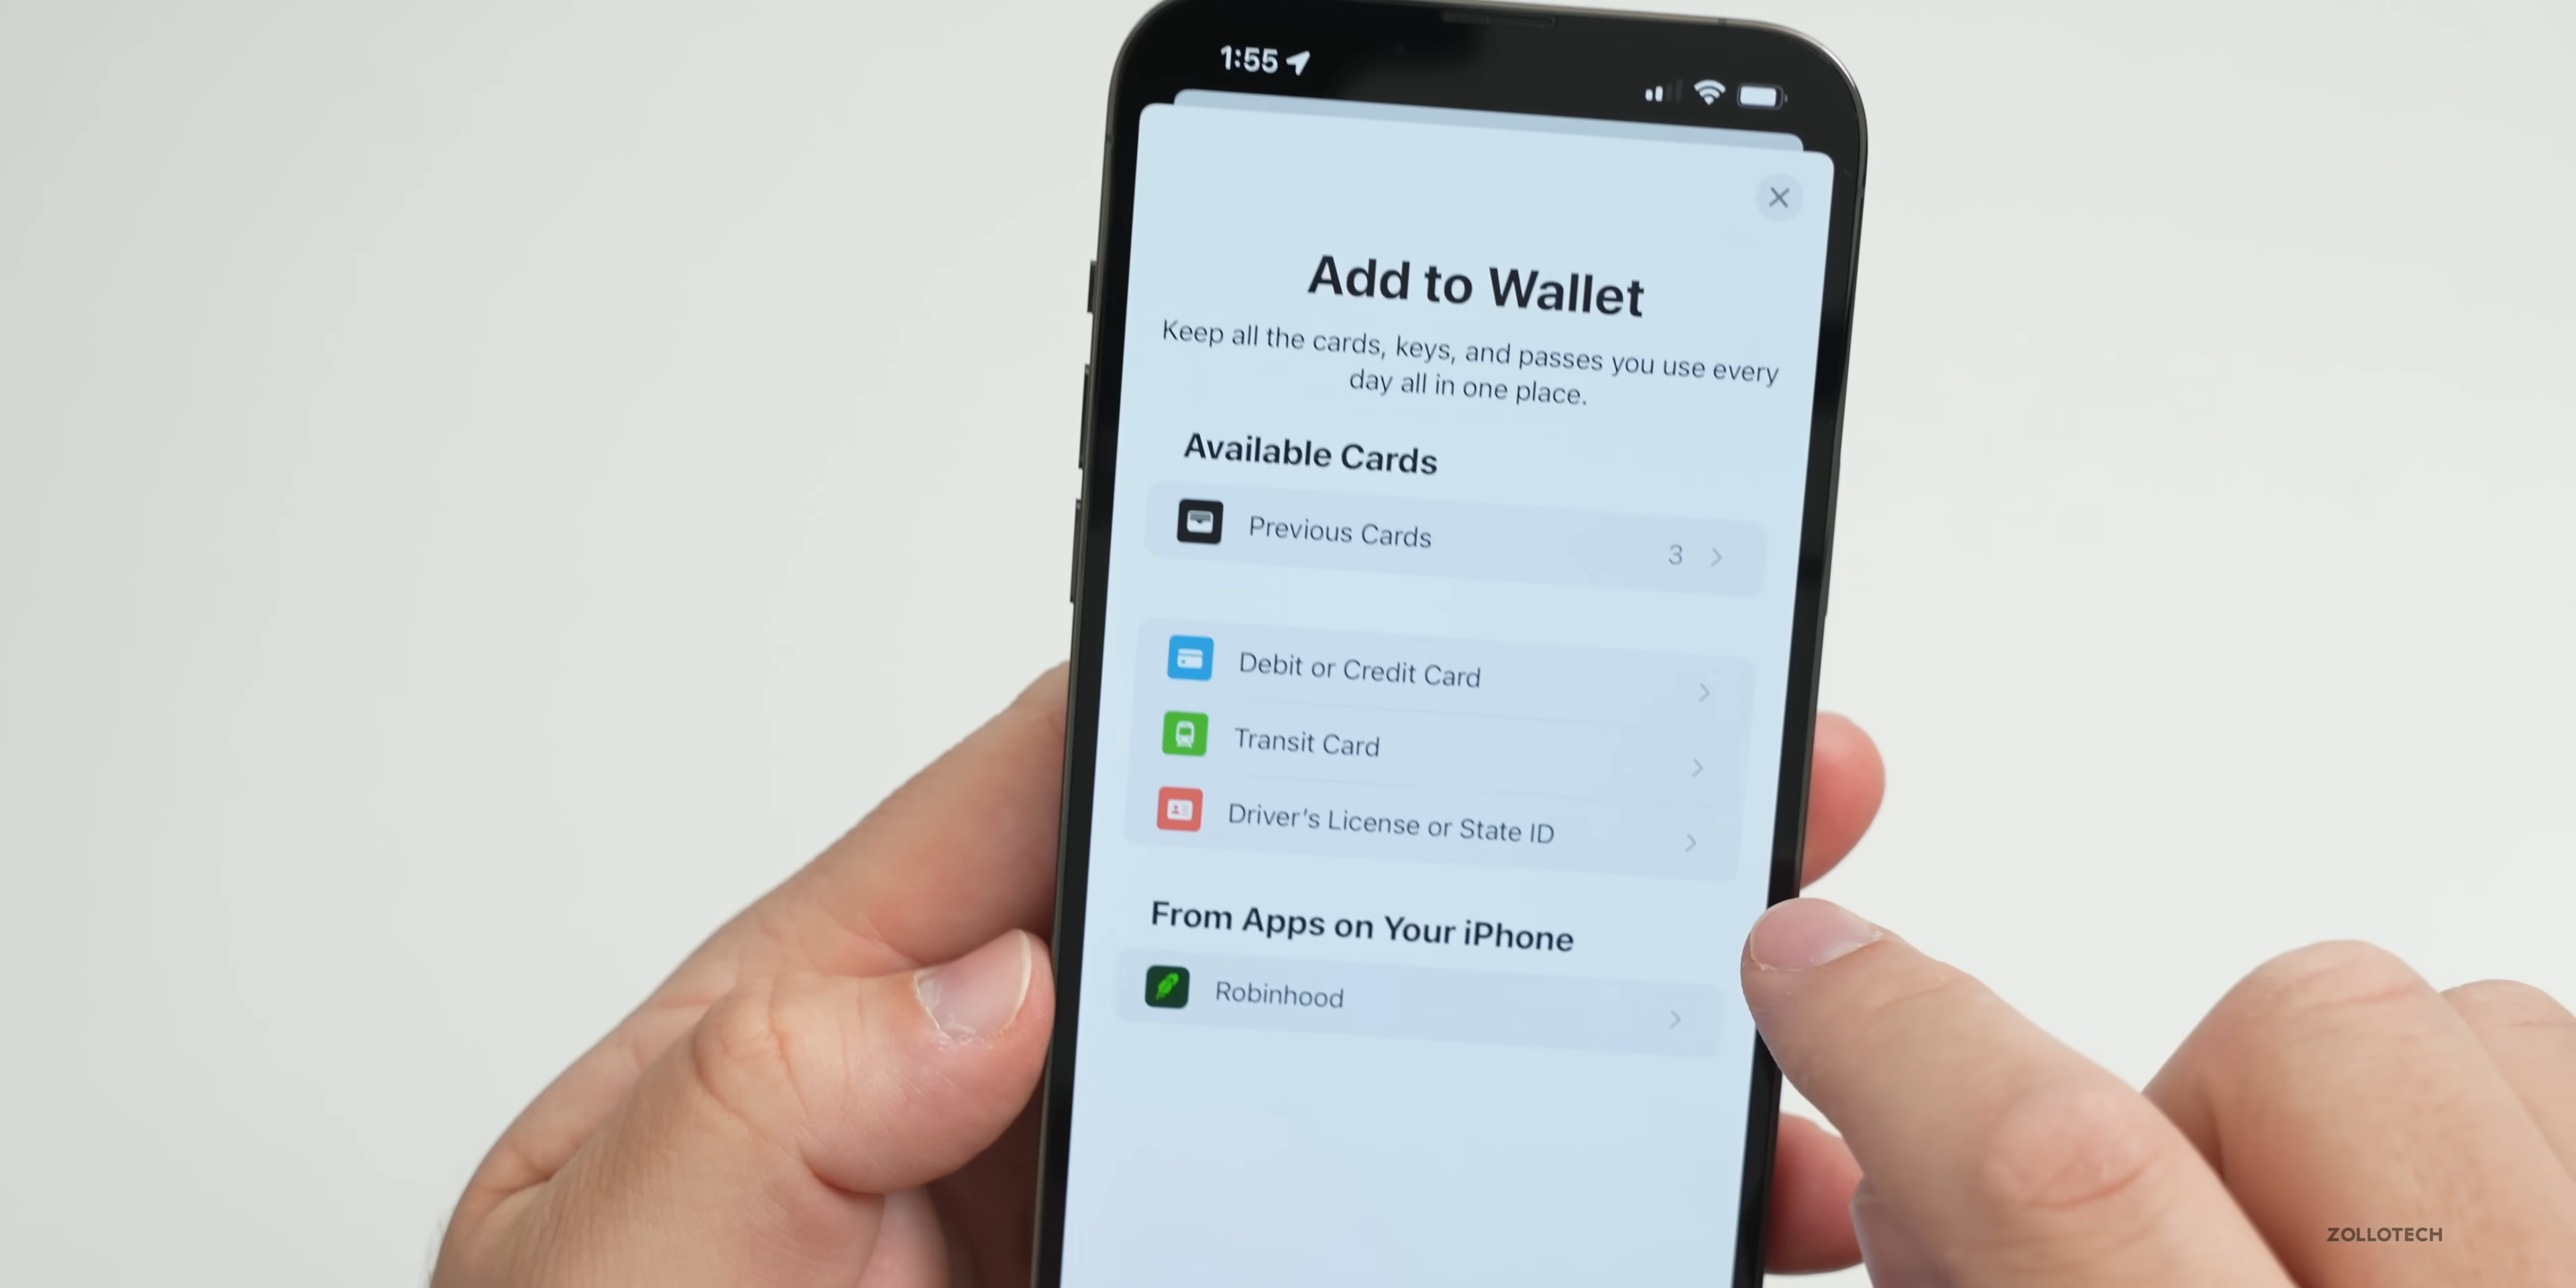 1:55
Add to Wallet
Keep all the cards, keys, and passes you use every
day all in one place.
Available Cards
Previous Cards 3
Debit or Credit Card
Transit Card
Driver's License or State ID
From Apps on Your iPhone
Robinhood
ZOLLOTECH